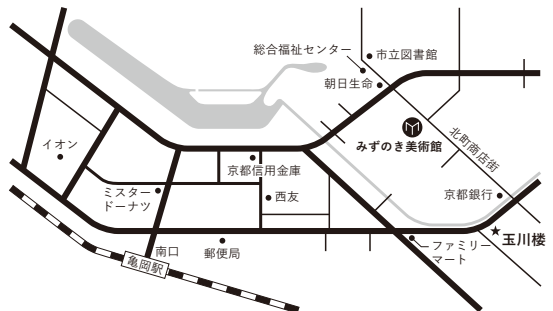 総合福祉センター
市立図書館
朝日生命
みずのき美術館
北町商店街
イオン
京都信用金庫
ミスター
ドーナツ
西友
京都銀行
玉川楼
ファミリー
マート
南口
郵便局
亀岡駅